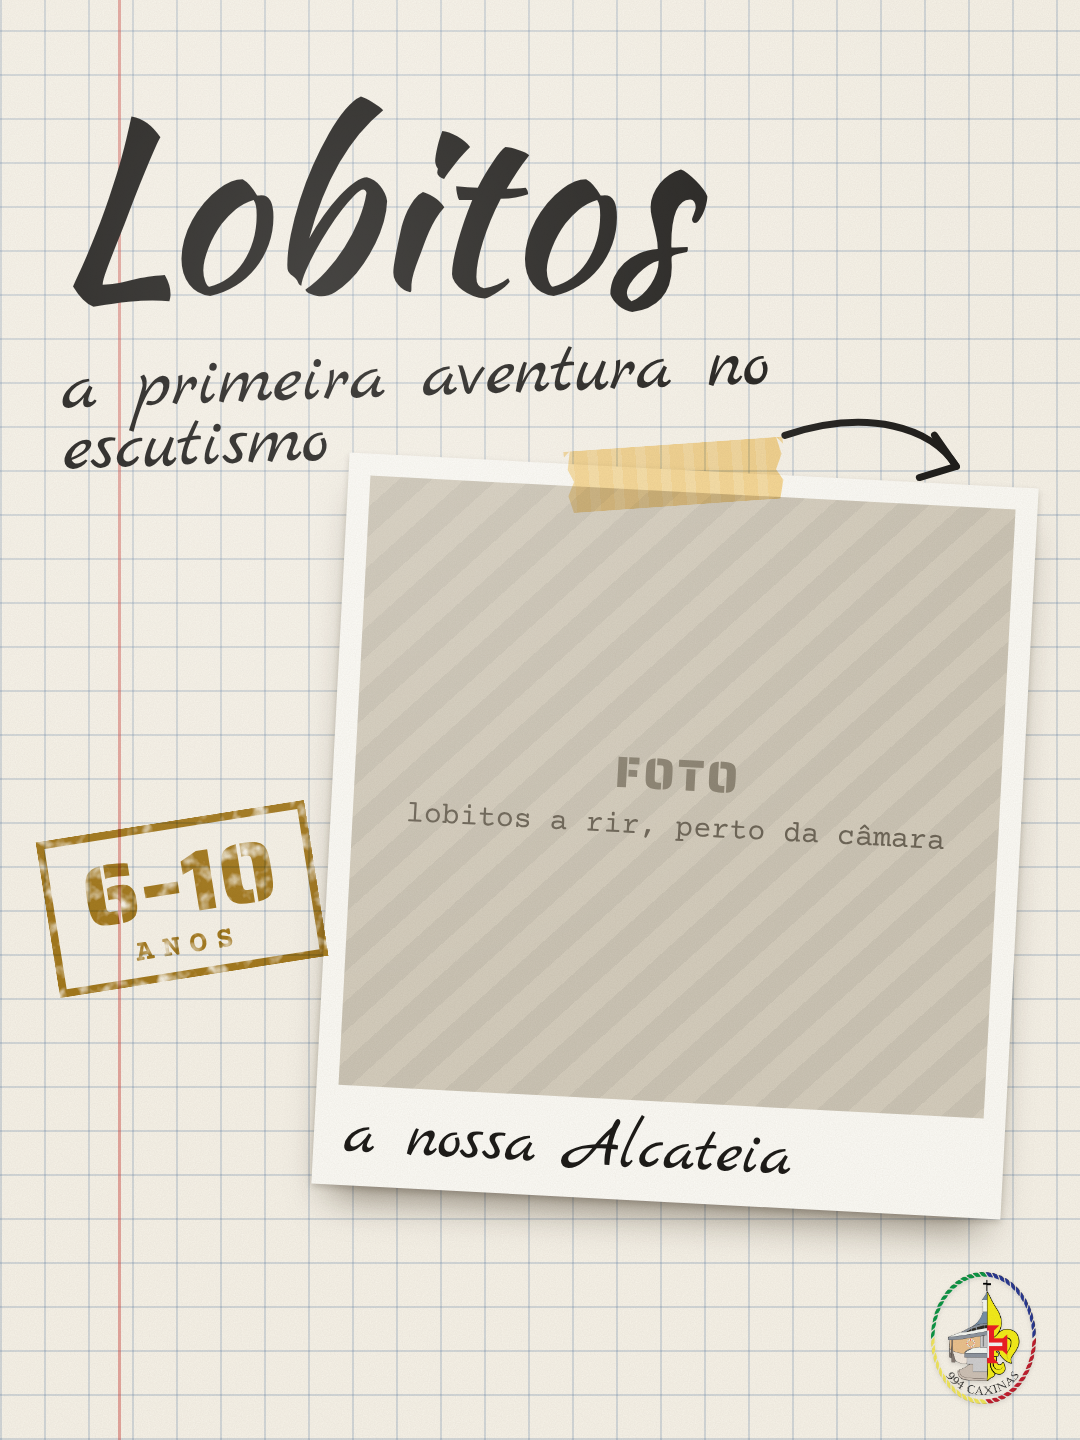 Lobitos
a primeira aventura no
escutismo
FOTO
lobitos a rir, perto da câmara
6-10
ANOS
a nossa Alcateia
994 CAXINAS